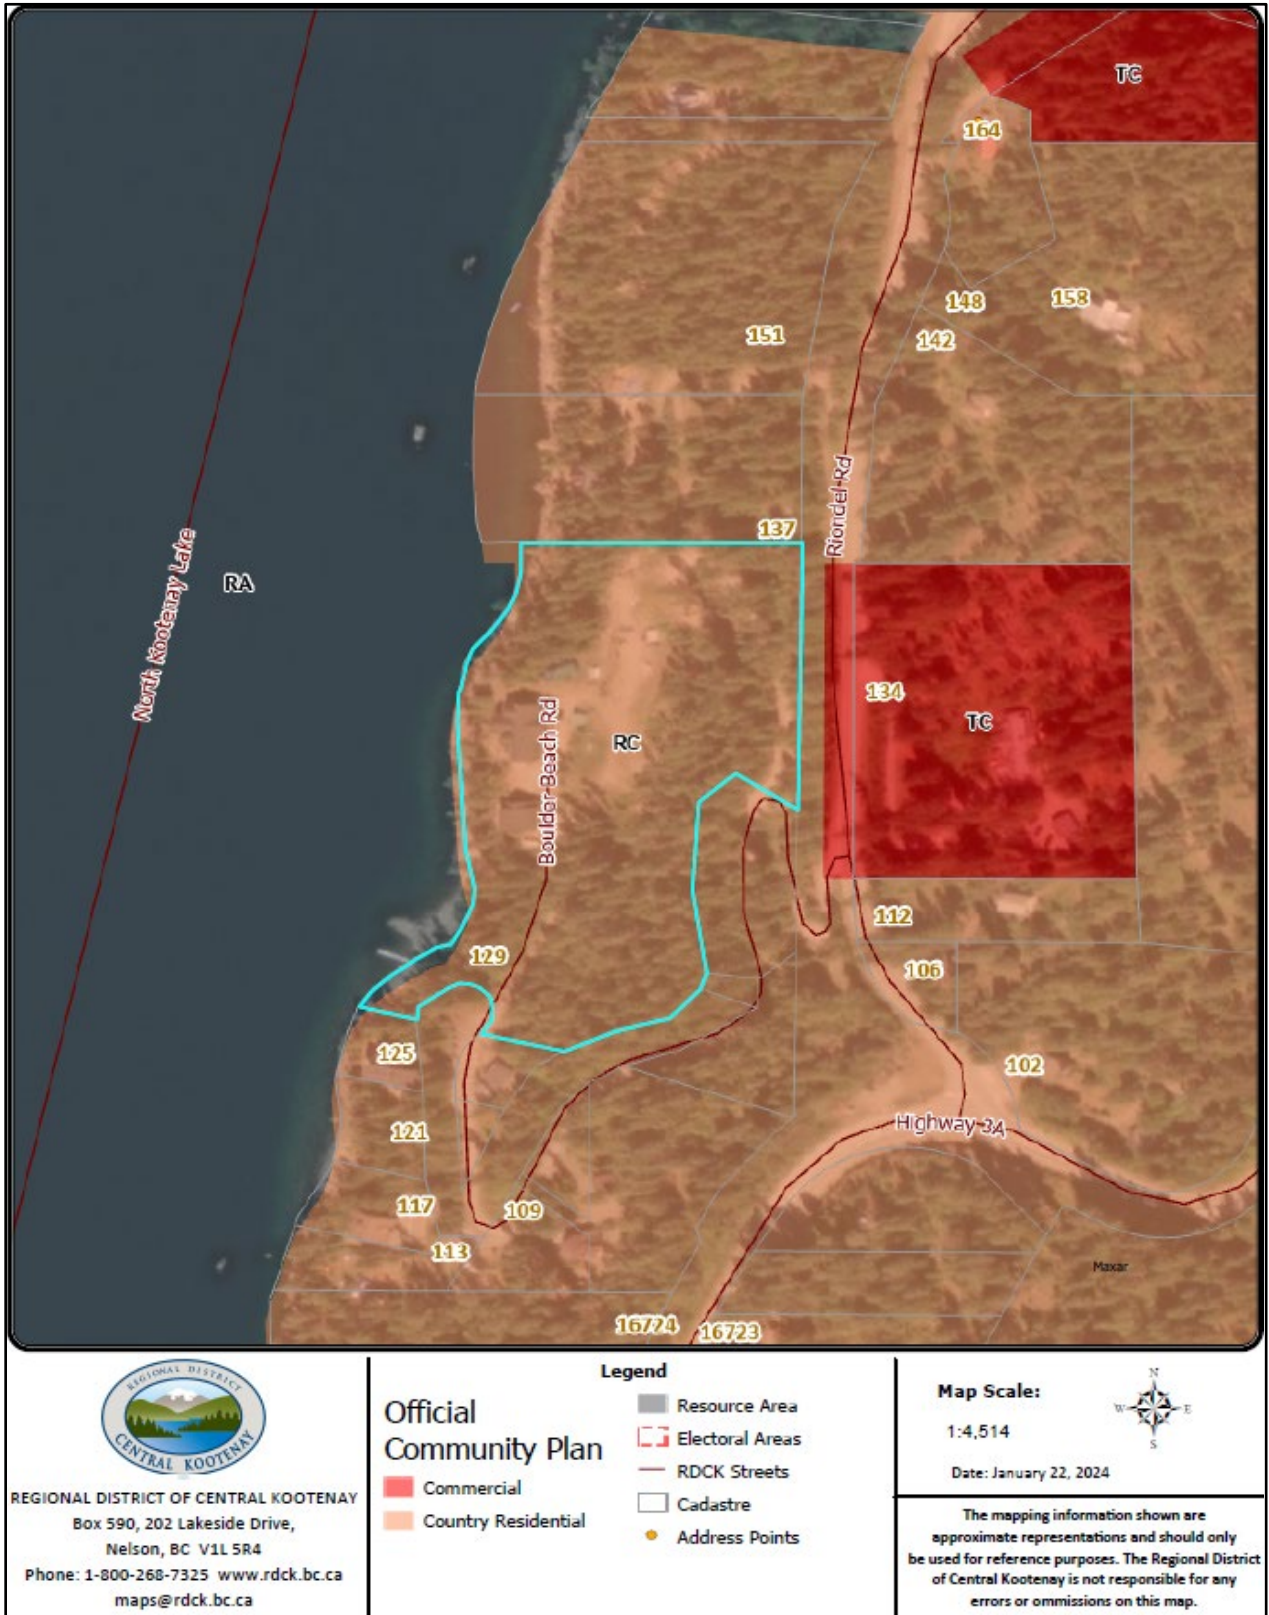 TC
164
148
158
142
151
137
Riondel Rd
North Kootenay Lake
RA
134
TC
Boulder Beach Rd
RC
112
129
106
125
102
121
Highway 3A
117
109
113
Maxar
16724
16723
REGIONAL DISTRICT
CENTRAL KOOTENAY
REGIONAL DISTRICT OF CENTRAL KOOTENAY
Box 590, 202 Lakeside Drive,
Nelson, BC V1L 5R4
Phone: 1-800-268-7325 www.rdck.bc.ca
maps@rdck.bc.ca
Legend
Official
Community Plan
Commercial
Country Residential
Resource Area
Electoral Areas
RDCK Streets
Cadastre
Address Points
Map Scale:
1:4,514
N
W E
S
Date: January 22, 2024
The mapping information shown are
approximate representations and should only
be used for reference purposes. The Regional District
of Central Kootenay is not responsible for any
errors or ommissions on this map.